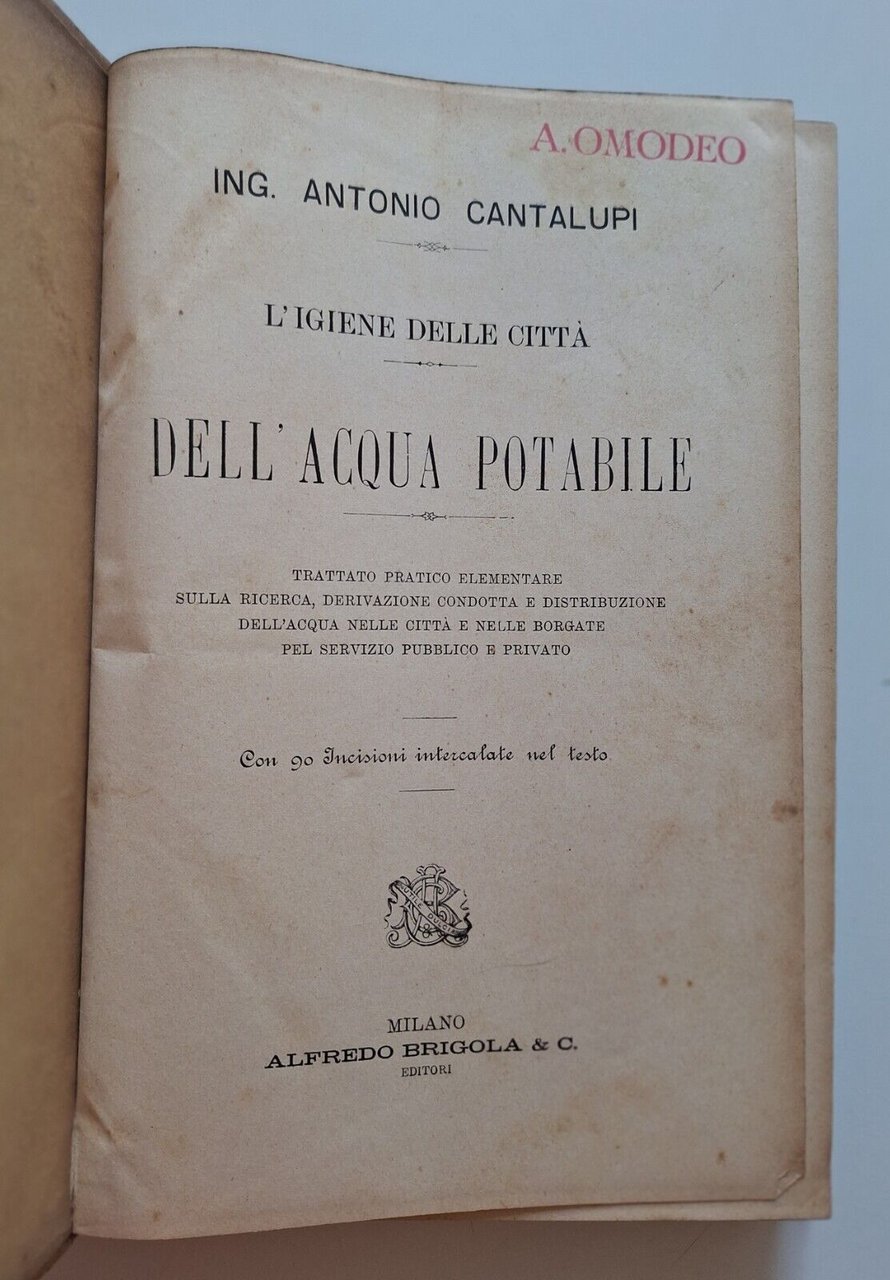 A. OMODEO
ING. ANTONIO CANTALUPI
L'IGIENE DELLE CITTÀ
DELL'ACQUA POTABILE
TRATTATO PRATICO ELEMENTARE
SULLA RICERCA, DERIVAZIONE CONDOTTA E DISTRIBUZIONE
DELL'ACQUA NELLE CITTÀ E NELLE BORGATE
PEL SERVIZIO PUBBLICO E PRIVATO
Con 90 Incisioni intercalate nel testo
UTILE DULCI
MILANO
ALFREDO BRIGOLA & C.
EDITORI